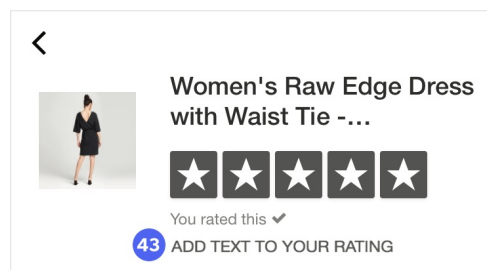 Women's Raw Edge Dress
with Waist Tie -...
You rated this
43 ADD TEXT TO YOUR RATING